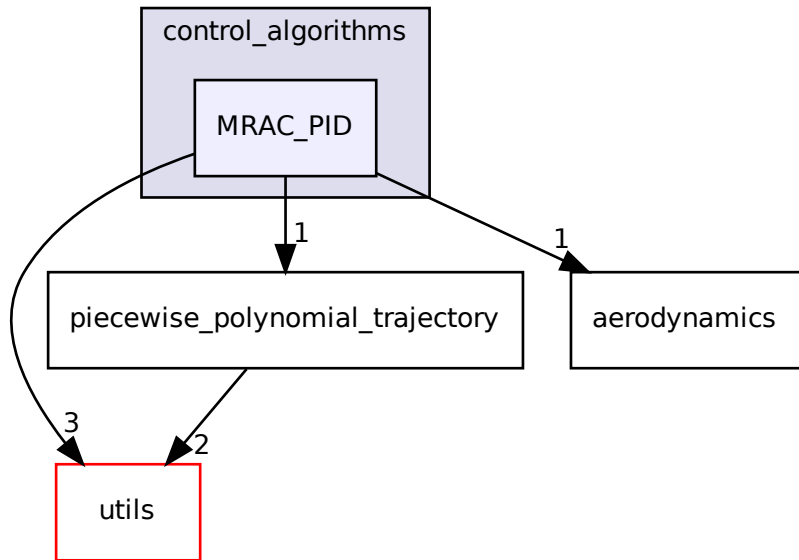 control_algorithms
MRAC_PID
1
1
piecewise_polynomial_trajectory
aerodynamics
3
2
utils